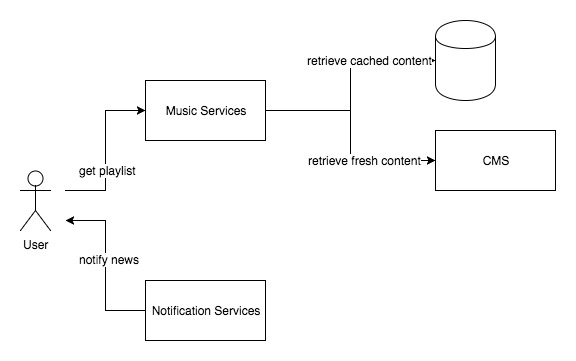 retrieve cached content
Music Services
retrieve fresh content
CMS
get playlist
User
notify news
Notification Services